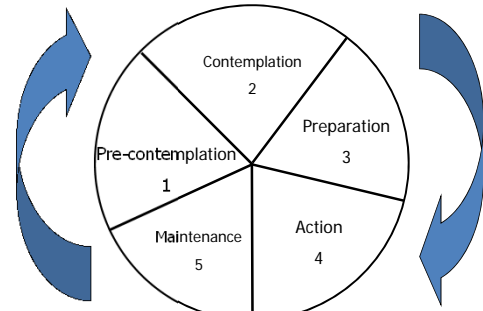 Contemplation
2
Preparation
3
Pre-contemplation
1
Maintenance
5
Action
4